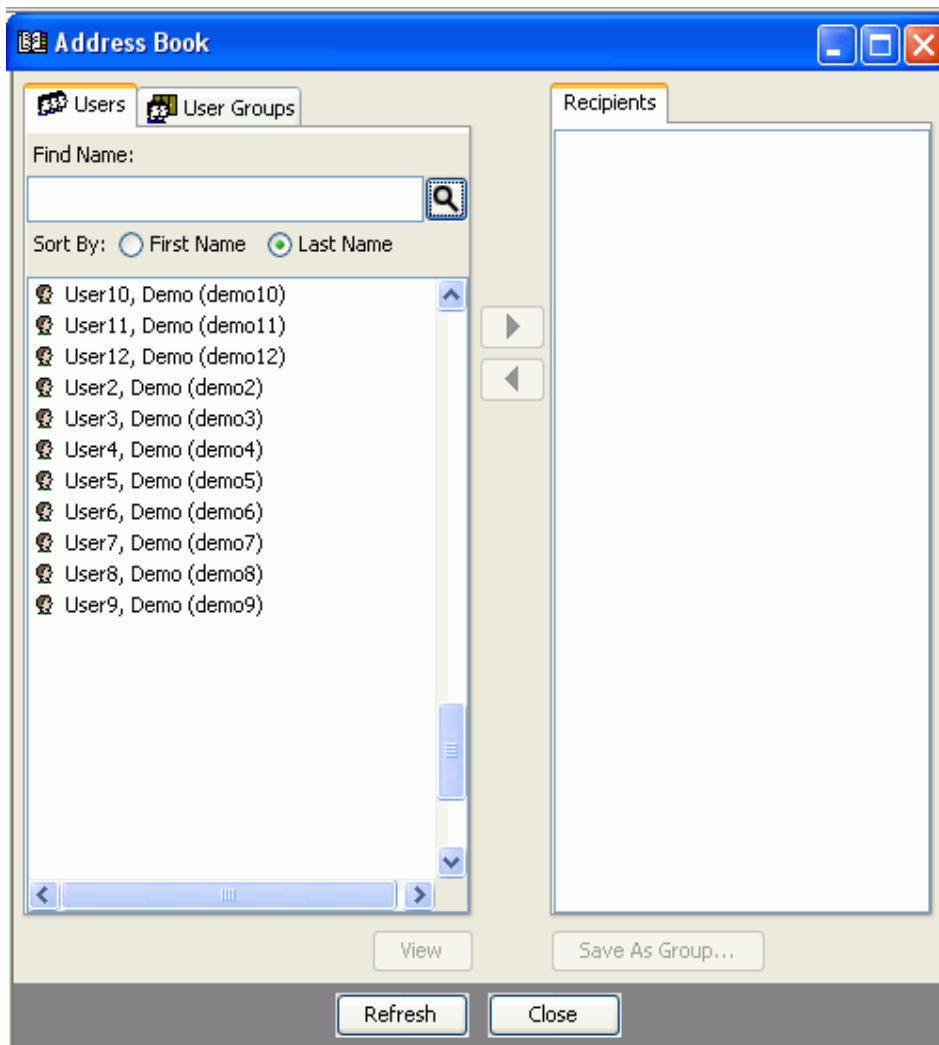 Address Book
Users
User Groups
Recipients
Find Name:
Sort By: First Name Last Name
User10, Demo (demo10)
User11, Demo (demo11)
User12, Demo (demo12)
User2, Demo (demo2)
User3, Demo (demo3)
User4, Demo (demo4)
User5, Demo (demo5)
User6, Demo (demo6)
User7, Demo (demo7)
User8, Demo (demo8)
User9, Demo (demo9)
View
Save As Group...
Refresh
Close